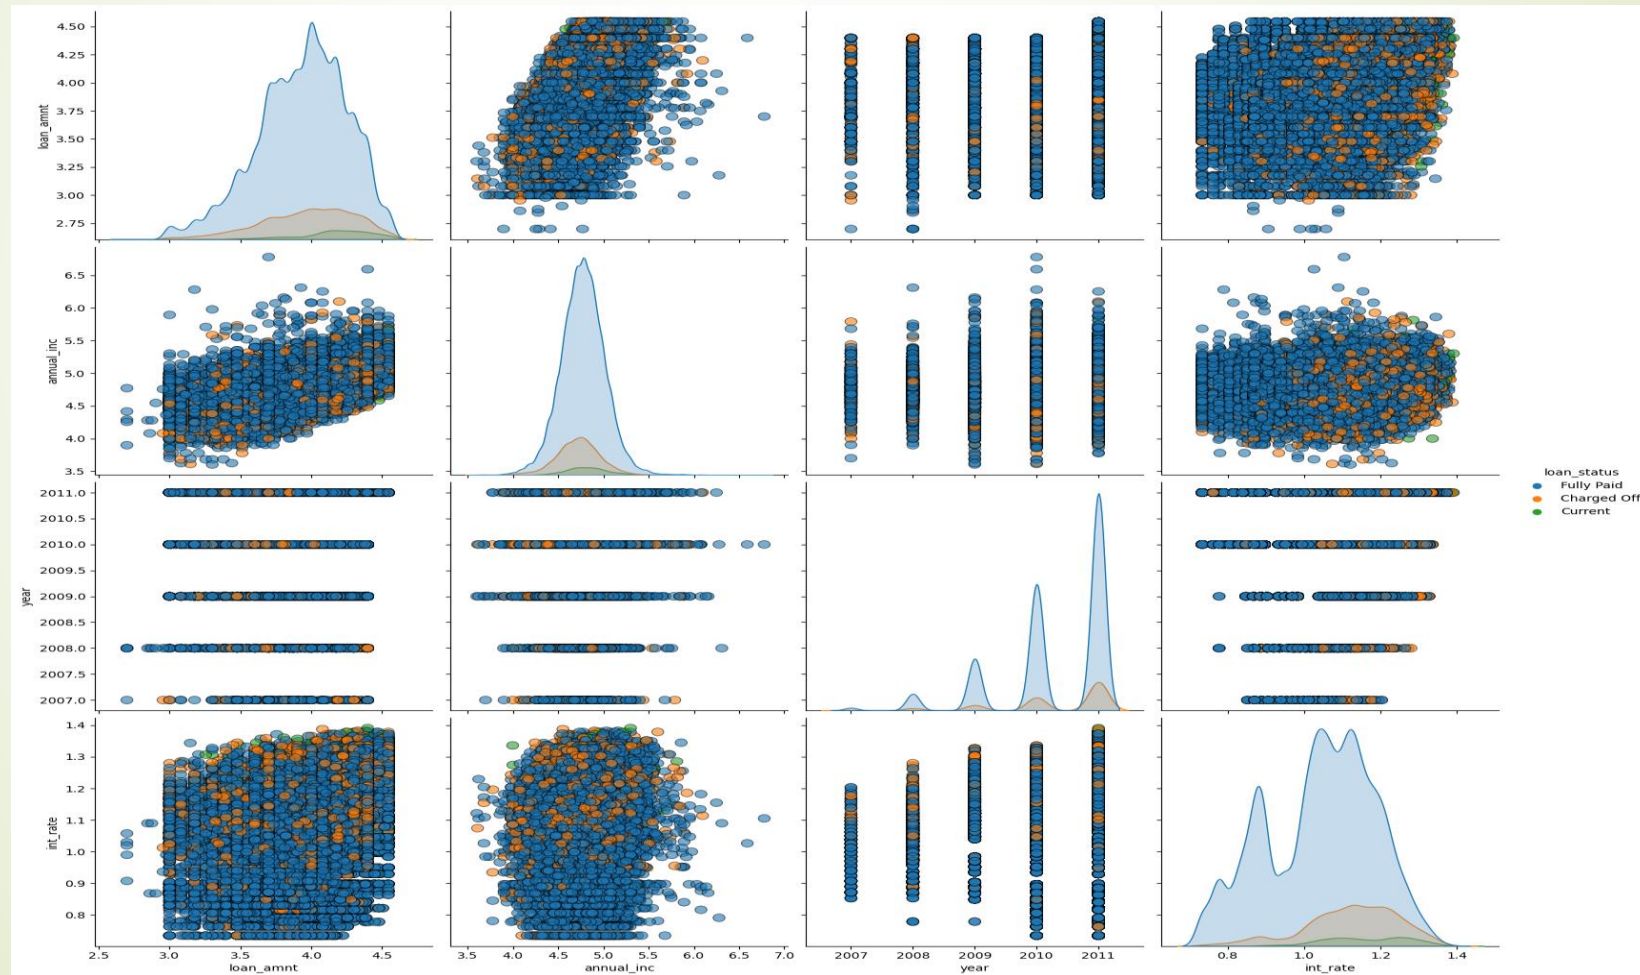 4.50
4.25
4.00
3.75
3.50
3.25
3.00
2.75
loan_amnt
6.5
6.0
5.5
5.0
4.5
4.0
3.5
annual_inc
2011.0
2010.5
2010.0
2009.5
2009.0
2008.5
2008.0
2007.5
2007.0
year
loan_status
Fully Paid
Charged Off
Current
1.4
1.3
1.2
1.1
1.0
0.9
0.8
int_rate
2.5 3.0 3.5 4.0 4.5
loan_amnt
3.5 4.0 4.5 5.0 5.5 6.0 6.5 7.0
annual_inc
2007 2008 2009 2010 2011
year
0.8 1.0 1.2 1.4
int_rate